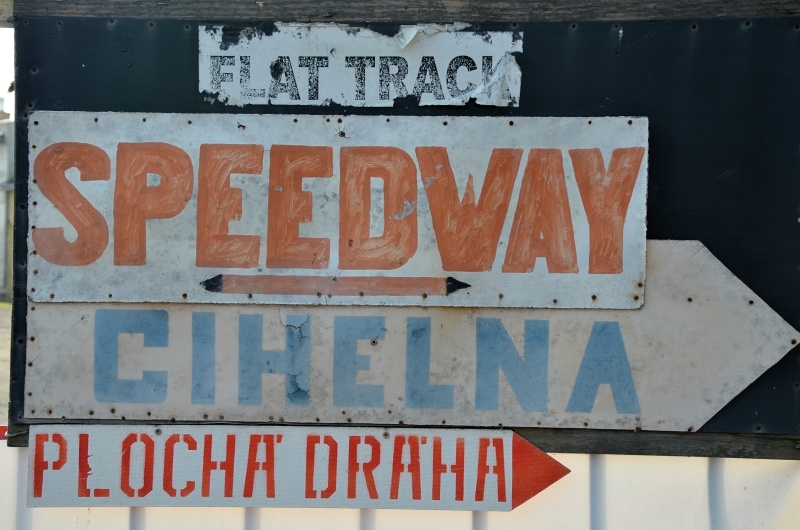 FLAT TRACK
SPEEDWAY
CIHELNA
PLOCHÁ DRÁHA